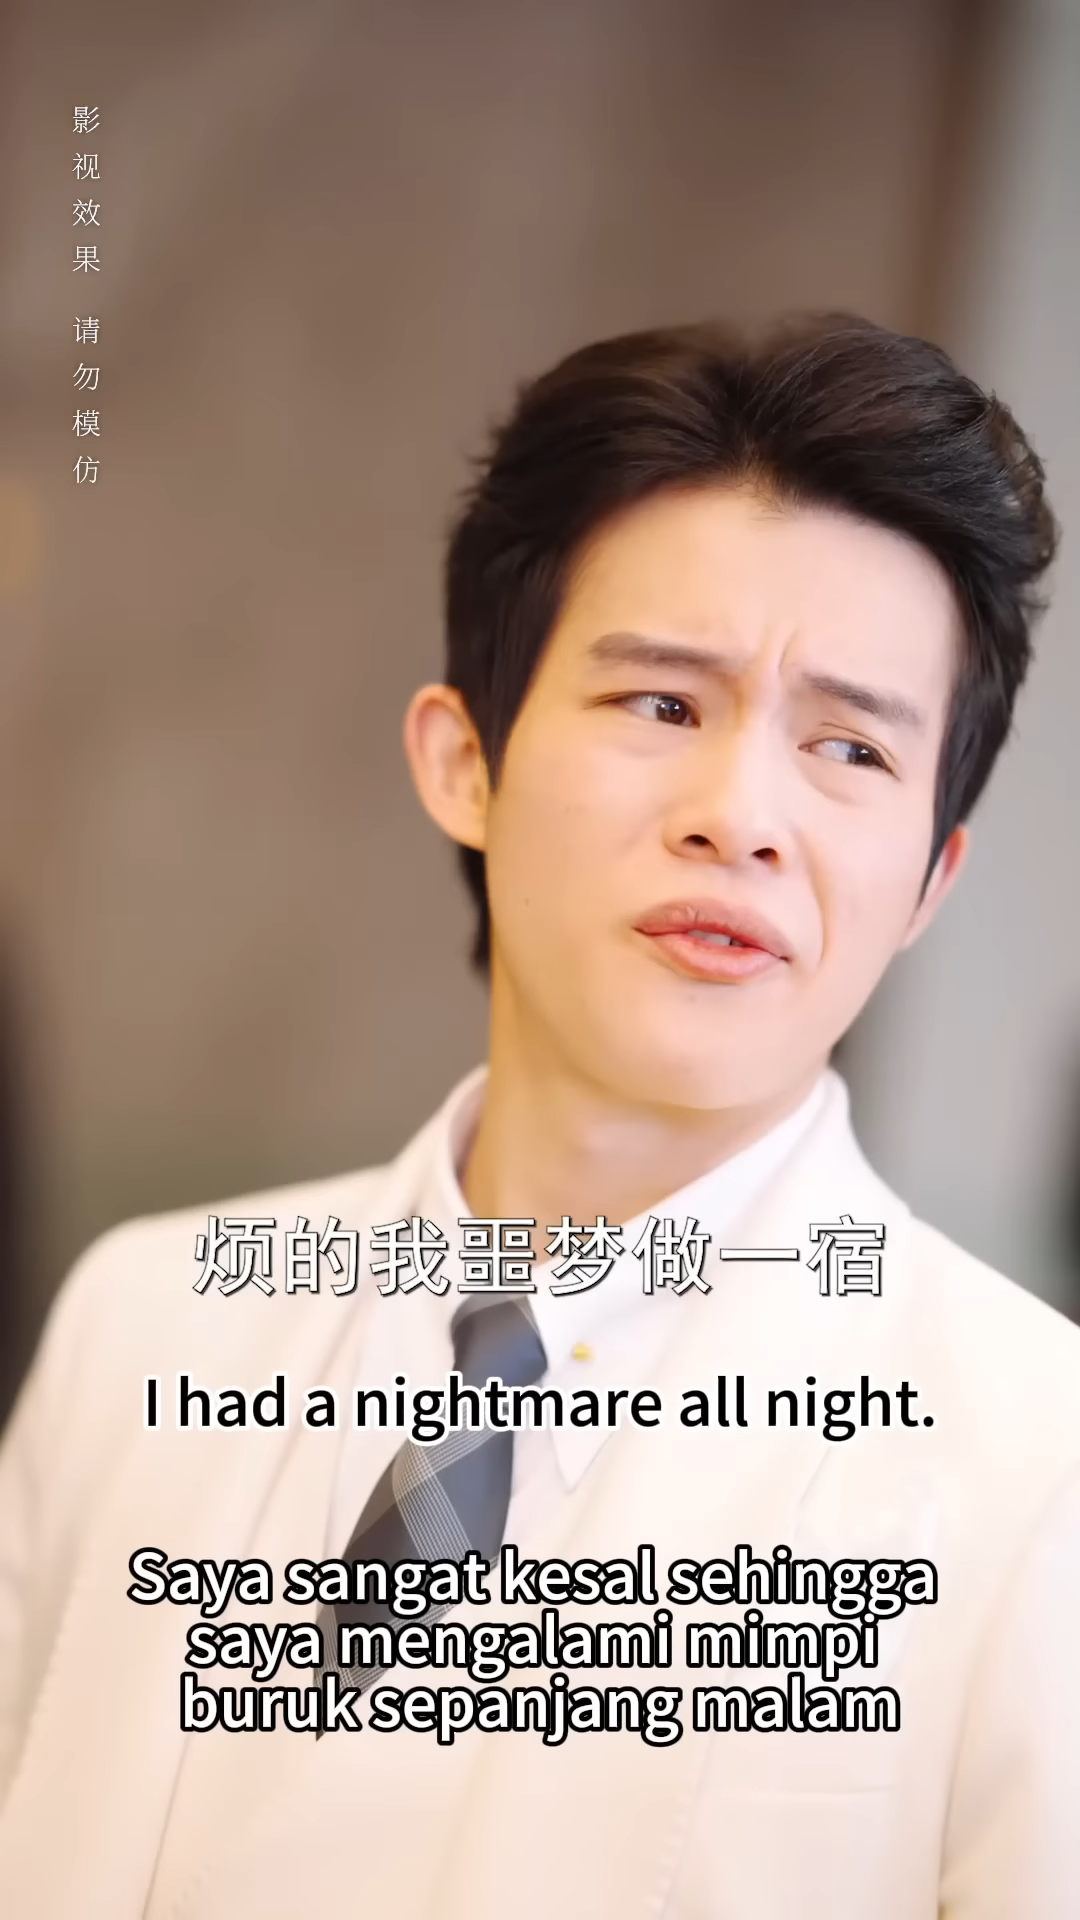 影视效果 请勿模仿
烦的我噩梦做一宿
I had a nightmare all night.
Saya sangat kesal sehingga
saya mengalami mimpi
buruk sepanjang malam